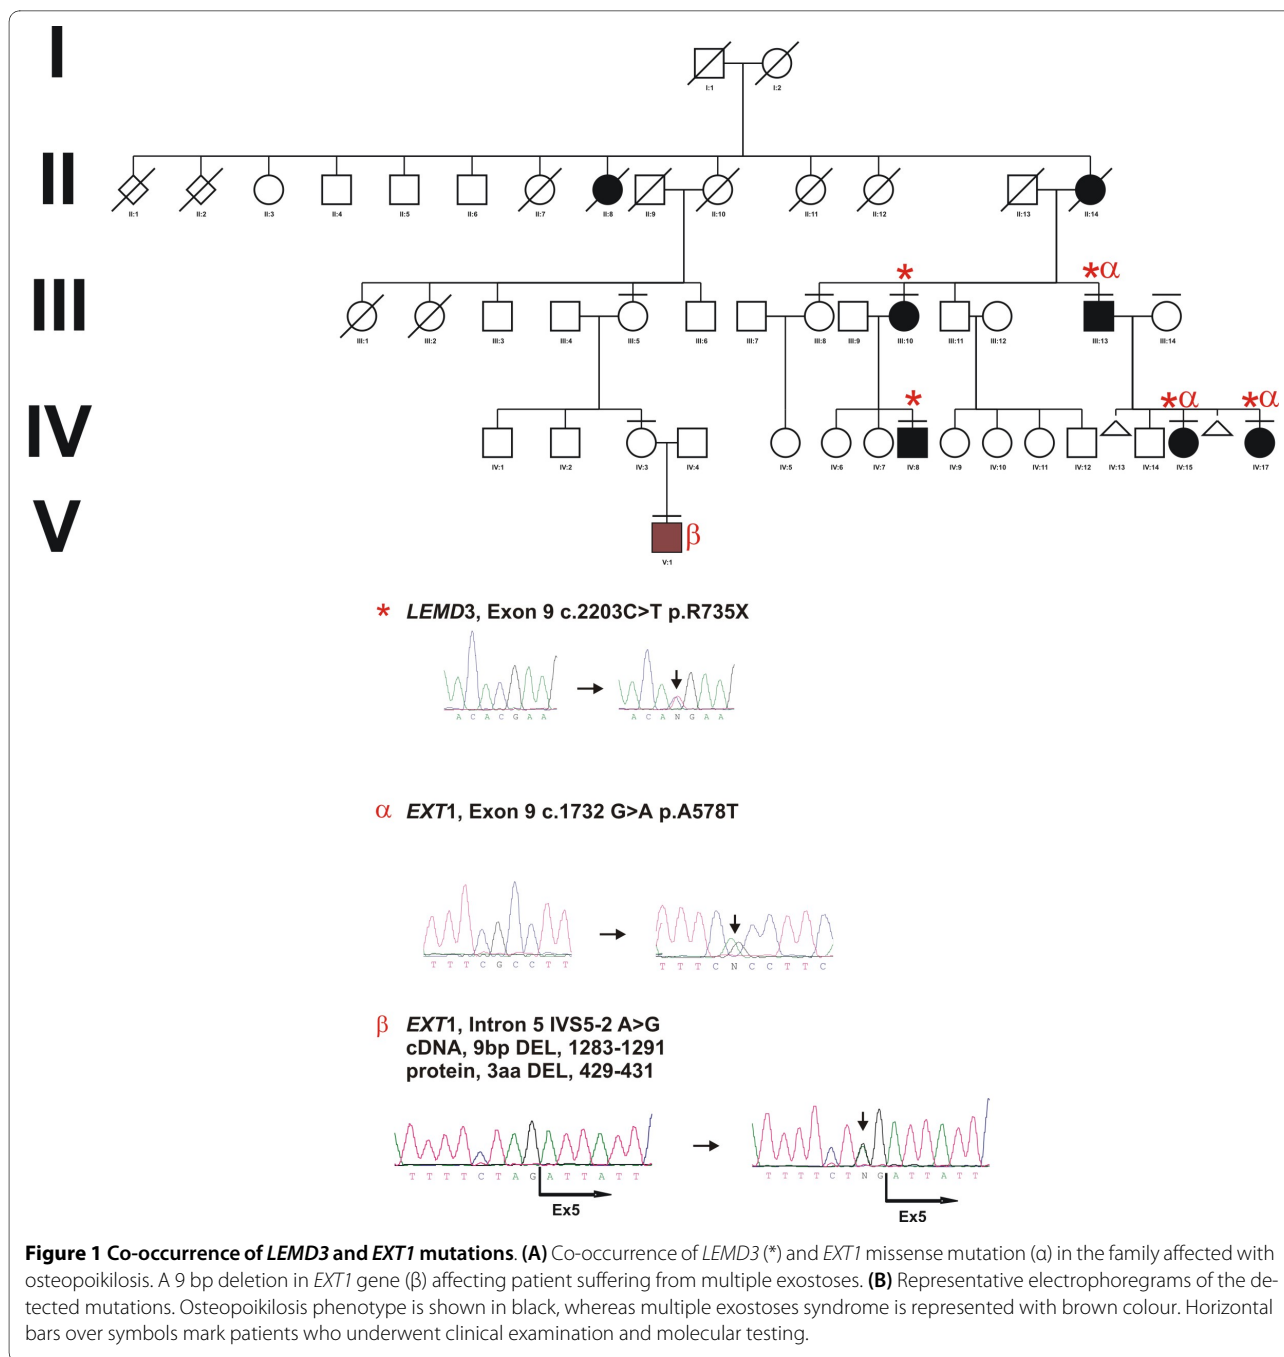 I
I:1 I:2
II
II:1 II:2 II:3 II:4 II:5 II:6 II:7 II:8 II:9 II:10 II:11 II:12 II:13 II:14
* *α
III
III:1 III:2 III:3 III:4 III:5 III:6 III:7 III:8 III:9 III:10 III:11 III:12 III:13 III:14
* *α *α
IV
IV:1 IV:2 IV:3 IV:4 IV:5 IV:6 IV:7 IV:8 IV:9 IV:10 IV:11 IV:12 IV:13 IV:14 IV:15 IV:17
V
β
V:1
* LEMD3, Exon 9 c.2203C>T p.R735X
A C A C G A A A C A N G A A
α EXT1, Exon 9 c.1732 G>A p.A578T
T T T C G C C T T T T T C N C C T T C
β EXT1, Intron 5 IVS5-2 A>G
cDNA, 9bp DEL, 1283-1291
protein, 3aa DEL, 429-431
T T T T C T A G A T T A T T T T T T C T N G A T T A T T
Ex5 Ex5
Figure 1 Co-occurrence of LEMD3 and EXT1 mutations. (A) Co-occurrence of LEMD3 (*) and EXT1 missense mutation (α) in the family affected with
osteopoikilosis. A 9 bp deletion in EXT1 gene (β) affecting patient suffering from multiple exostoses. (B) Representative electrophoregrams of the de-
tected mutations. Osteopoikilosis phenotype is shown in black, whereas multiple exostoses syndrome is represented with brown colour. Horizontal
bars over symbols mark patients who underwent clinical examination and molecular testing.